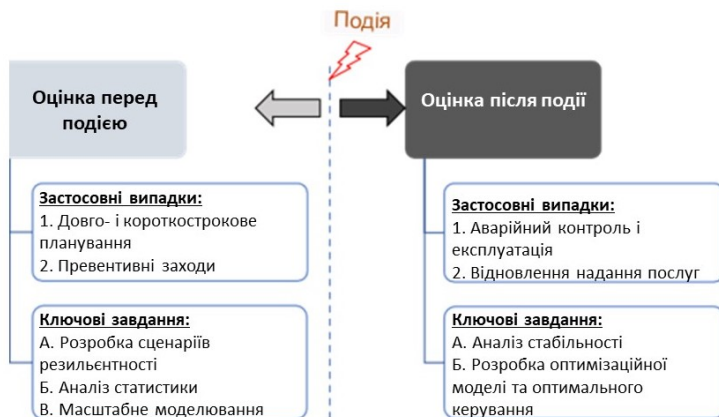 Подія
Оцінка перед
подією
Оцінка після події
Застосовні випадки:
1. Довго- і короткострокове
планування
2. Превентивні заходи
Ключові завдання:
А. Розробка сценаріїв
резильєнтності
Б. Аналіз статистики
В. Масштабне моделювання
Застосовні випадки:
1. Аварійний контроль і
експлуатація
2. Відновлення надання послуг
Ключові завдання:
А. Аналіз стабільності
Б. Розробка оптимізаційної
моделі та оптимального
керування